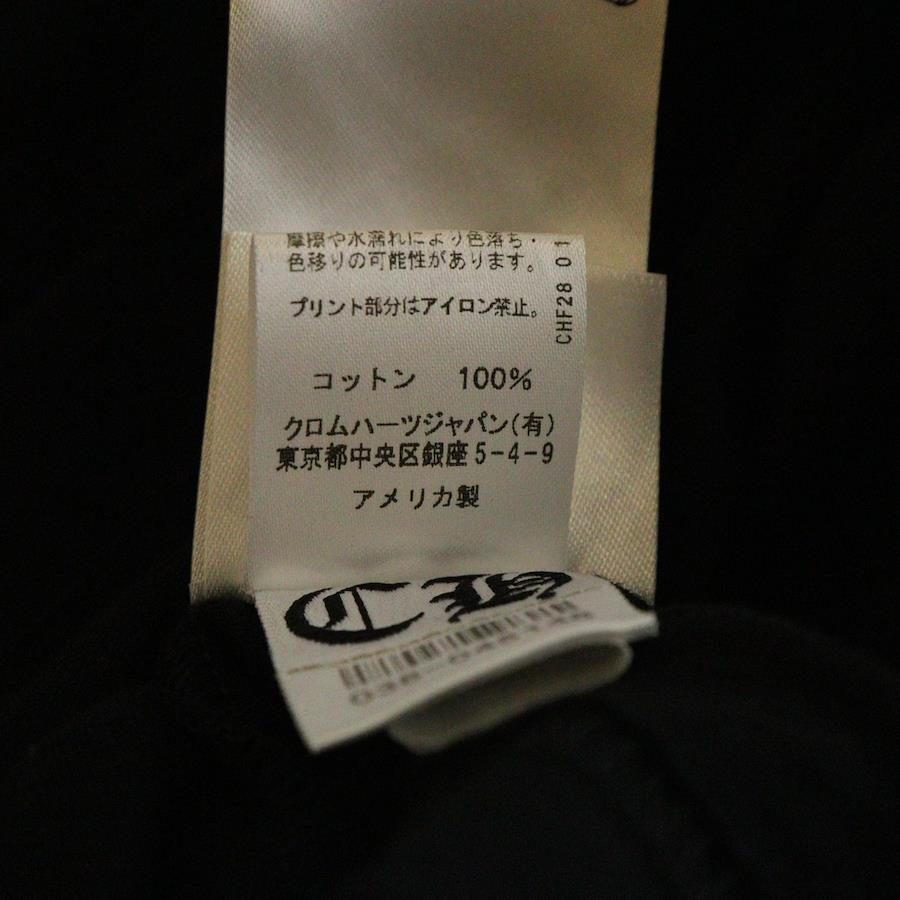 摩擦や水濡れにより色落ち・
色移りの可能性があります。
プリント部分はアイロン禁止。
コットン 100%
クロムハーツジャパン(有)
東京都中央区銀座5-4-9
アメリカ製
CHF28 01